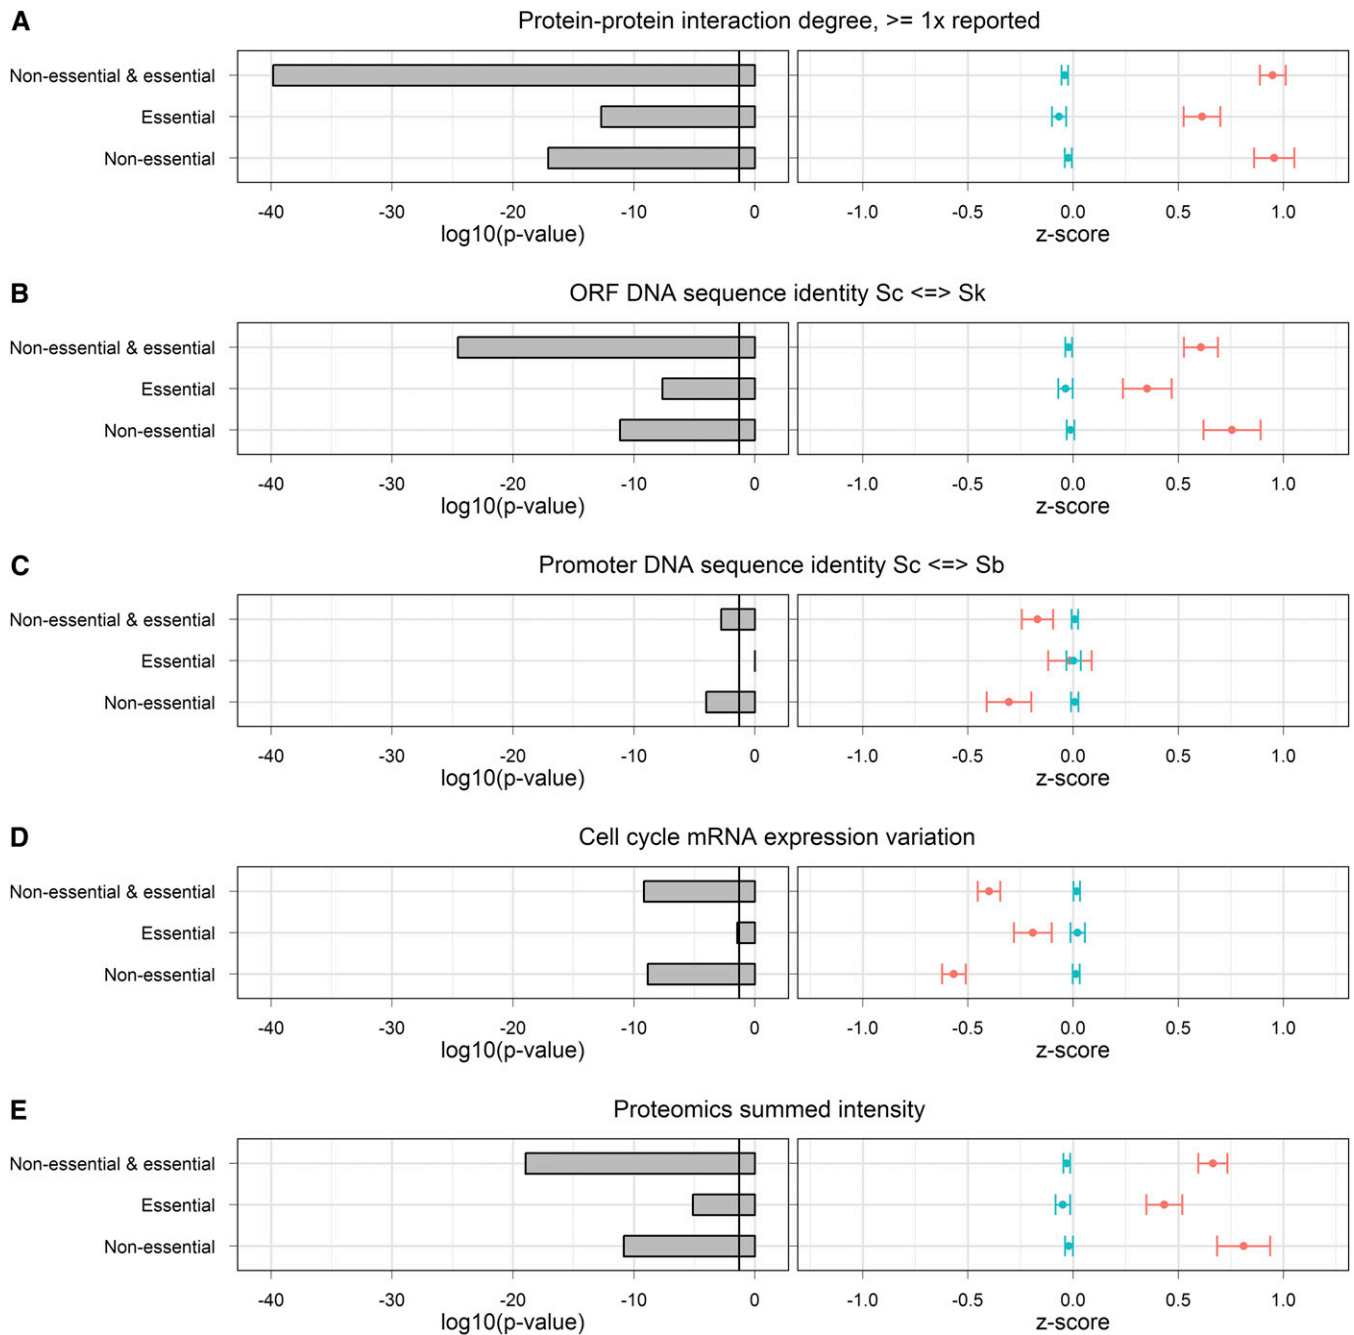 A
Protein-protein interaction degree, >= 1x reported
Non-essential & essential
Essential
Non-essential
-40 -30 -20 -10 0 -1.0 -0.5 0.0 0.5 1.0
log10(p-value) z-score
B
ORF DNA sequence identity Sc <=> Sk
Non-essential & essential
Essential
Non-essential
-40 -30 -20 -10 0 -1.0 -0.5 0.0 0.5 1.0
log10(p-value) z-score
C
Promoter DNA sequence identity Sc <=> Sb
Non-essential & essential
Essential
Non-essential
-40 -30 -20 -10 0 -1.0 -0.5 0.0 0.5 1.0
log10(p-value) z-score
D
Cell cycle mRNA expression variation
Non-essential & essential
Essential
Non-essential
-40 -30 -20 -10 0 -1.0 -0.5 0.0 0.5 1.0
log10(p-value) z-score
E
Proteomics summed intensity
Non-essential & essential
Essential
Non-essential
-40 -30 -20 -10 0 -1.0 -0.5 0.0 0.5 1.0
log10(p-value) z-score